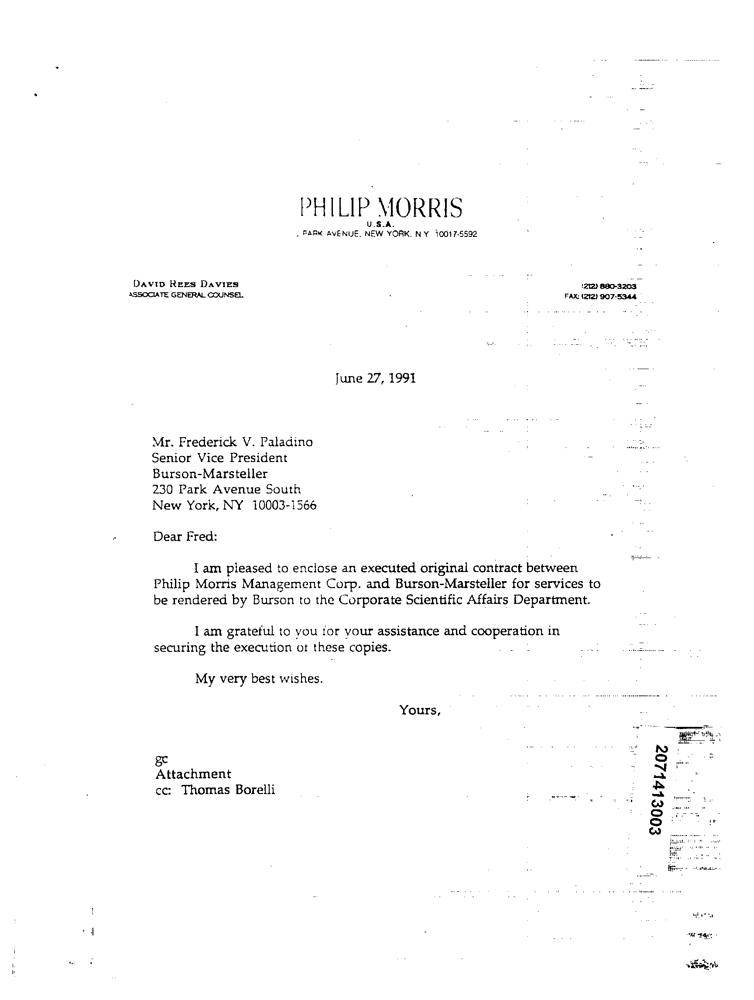 PHILIP MORRIS
U.S.A.
PARK AVENUE, NEW YORK, N.Y. 10017-5592
DAVID REES DAVIES
ASSOCIATE GENERAL COUNSEL
(212) 880-3203
FAX: (212) 907-5344
June 27, 1991
Mr. Frederick V. Paladino
Senior Vice President
Burson-Marsteller
230 Park Avenue South
New York, NY 10003-1566
Dear Fred:
I am pleased to enclose an executed original contract between
Philip Morris Management Corp. and Burson-Marsteller for services to
be rendered by Burson to the Corporate Scientific Affairs Department.
I am grateful to you for your assistance and cooperation in
securing the execution of these copies.
My very best wishes.
Yours,
gc
Attachment
cc: Thomas Borelli
2071413003